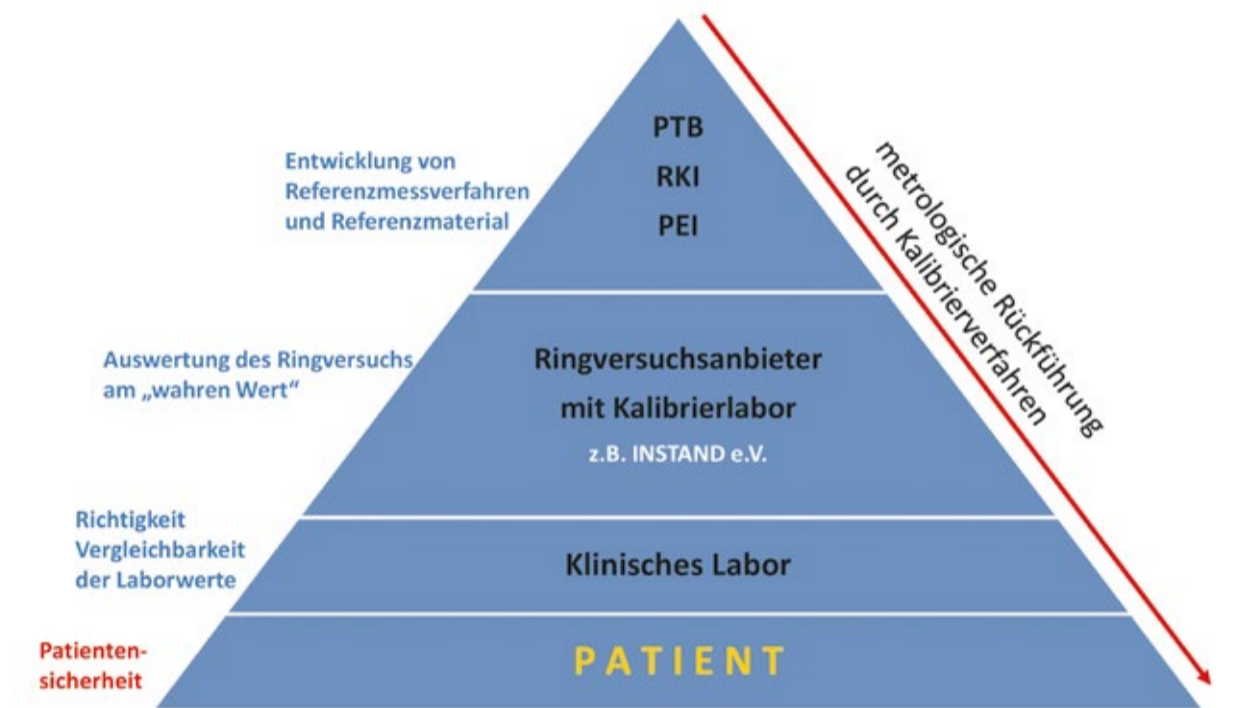 PTB
RKI
PEI
Entwicklung von
Referenzmessverfahren
und Referenzmaterial
metrologische Rückführung
durch Kalibrierverfahren
Auswertung des Ringversuchs
am „wahren Wert“
Ringversuchsanbieter
mit Kalibrierlabor
z.B. INSTAND e.V.
Richtigkeit
Vergleichbarkeit
der Laborwerte
Klinisches Labor
Patienten-
sicherheit
PATIENT